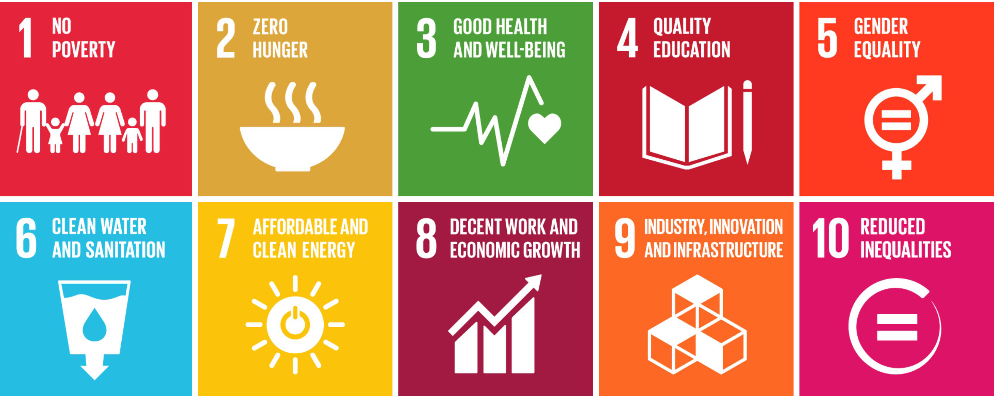 1 NO
POVERTY
2 ZERO
HUNGER
3 GOOD HEALTH
AND WELL-BEING
4 QUALITY
EDUCATION
5 GENDER
EQUALITY
6 CLEAN WATER
AND SANITATION
7 AFFORDABLE AND
CLEAN ENERGY
8 DECENT WORK AND
ECONOMIC GROWTH
9 INDUSTRY, INNOVATION
AND INFRASTRUCTURE
10 REDUCED
INEQUALITIES